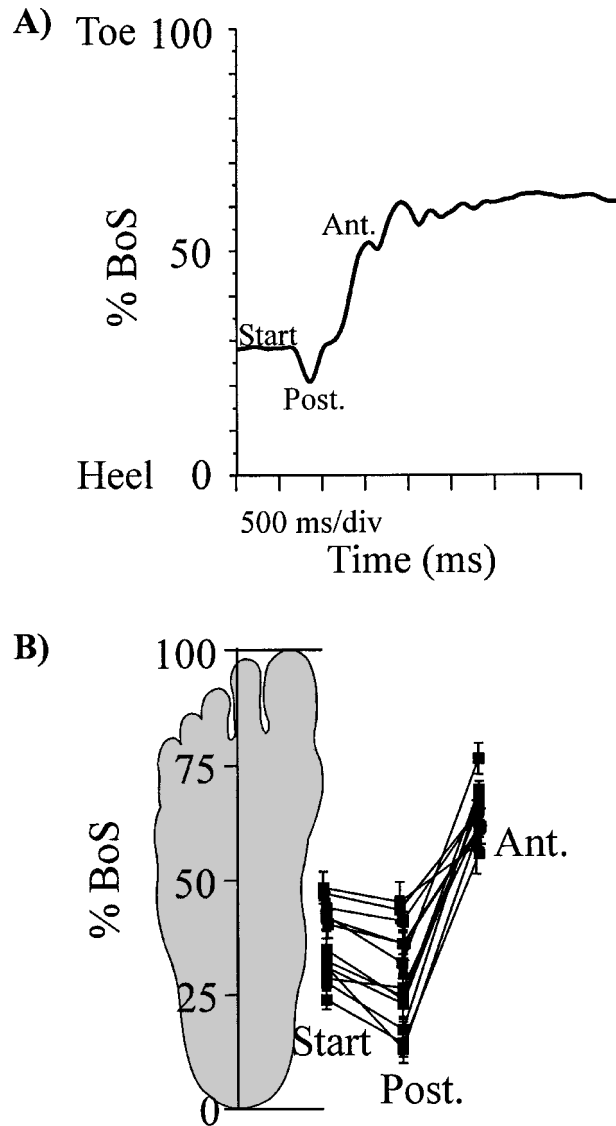 A)
Toe 100
% BoS
50
Ant.
Start
Post.
Heel 0
500 ms/div
Time (ms)
B)
100
75
% BoS
50
Ant.
25
Start
Post.
0